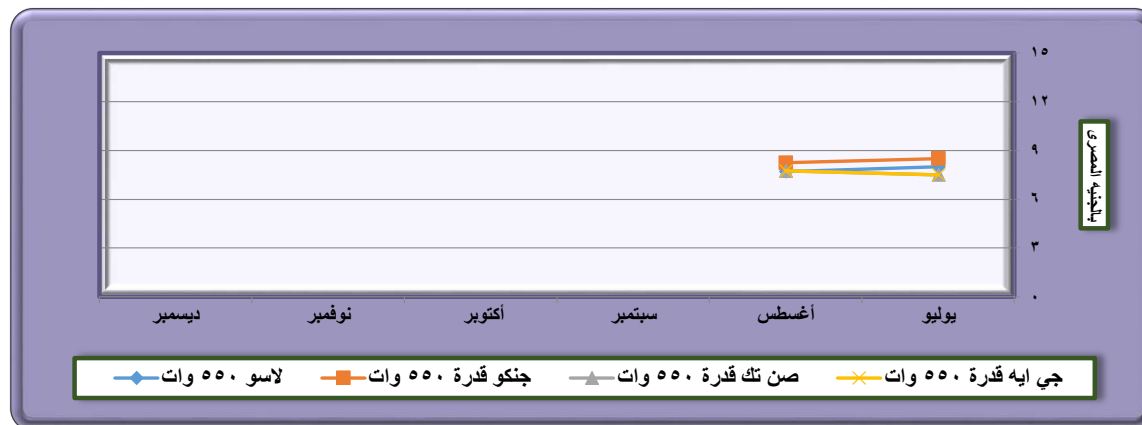 ١٥
١٢
٩
٦
٣
٠
بالجنيه المصرى
يوليو أغسطس سبتمبر أكتوبر نوفمبر ديسمبر
لاسو ٥٥٠ وات جنكو قدرة ٥٥٠ وات صن تك قدرة ٥٥٠ وات جي ايه قدرة ٥٥٠ وات